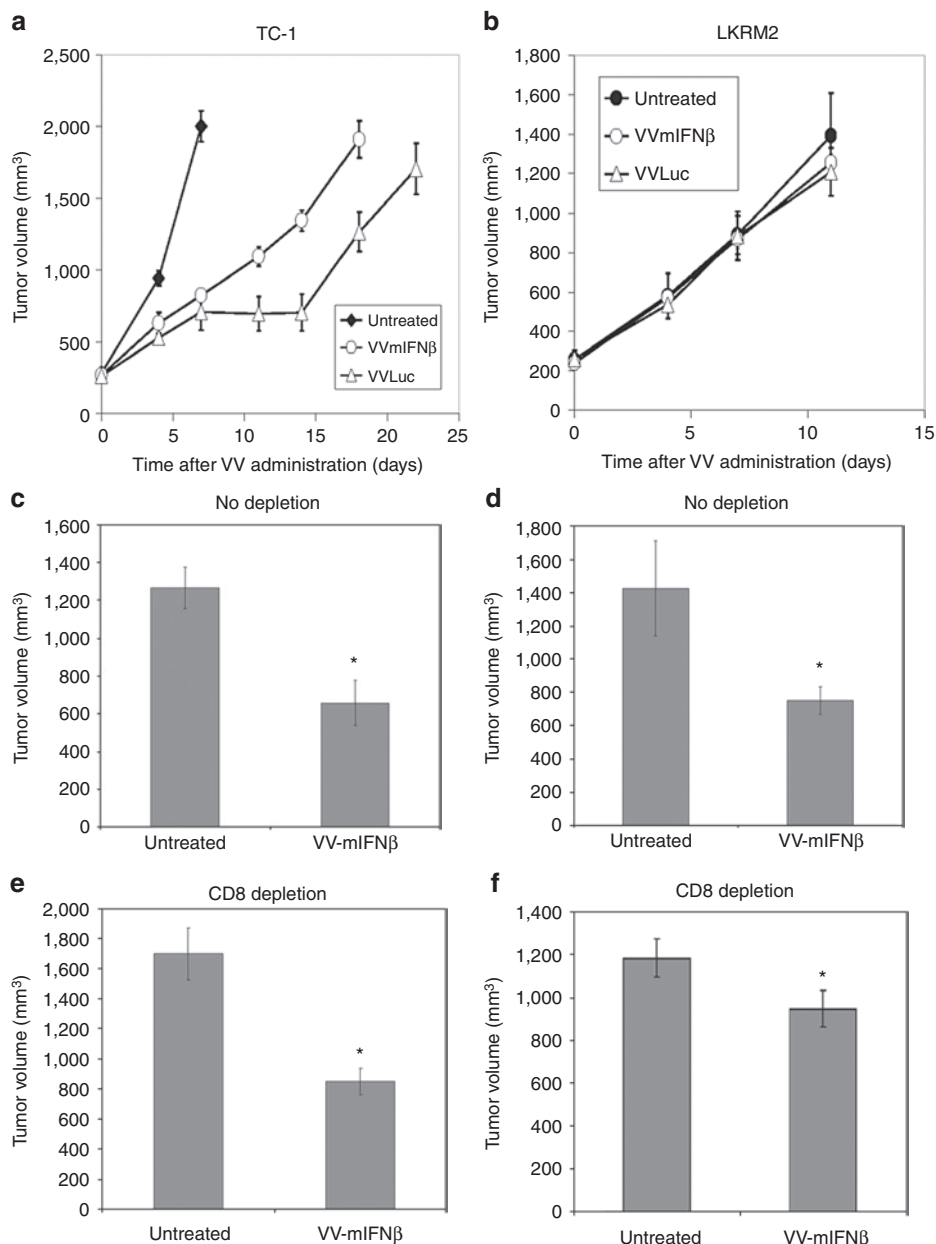 a
TC-1
Tumor volume (mm³)
2,500
2,000
1,500
1,000
500
0
0 5 10 15 20 25
Time after VV administration (days)
Untreated
VVmIFNβ
VVLuc
b
LKRM2
Tumor volume (mm³)
1,800
1,600
1,400
1,200
1,000
800
600
400
200
0
0 5 10 15
Time after VV administration (days)
Untreated
VVmIFNβ
VVLuc
c
No depletion
Tumor volume (mm³)
1,600
1,400
1,200
1,000
800
600
400
200
0
*
Untreated VV-mIFNβ
d
No depletion
Tumor volume (mm³)
1,800
1,600
1,400
1,200
1,000
800
600
400
200
0
*
Untreated VV-mIFNβ
e
CD8 depletion
Tumor volume (mm³)
2,000
1,800
1,600
1,400
1,200
1,000
800
600
400
200
0
*
Untreated VV-mIFNβ
f
CD8 depletion
Tumor volume (mm³)
1,400
1,200
1,000
800
600
400
200
0
*
Untreated VV-mIFNβ